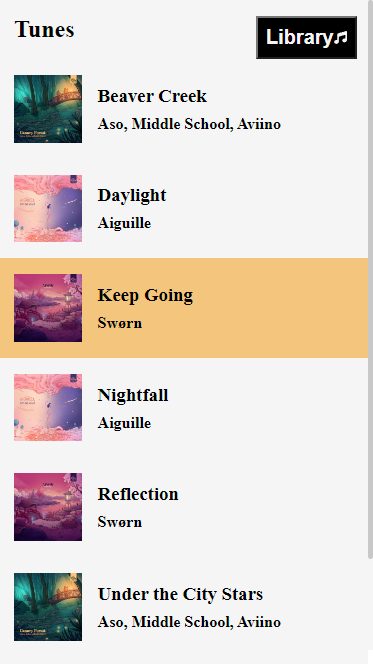 Tunes
Library
Beaver Creek
Aso, Middle School, Aviino
Daylight
Aiguille
Keep Going
Swørn
Nightfall
Aiguille
Reflection
Swørn
Under the City Stars
Aso, Middle School, Aviino